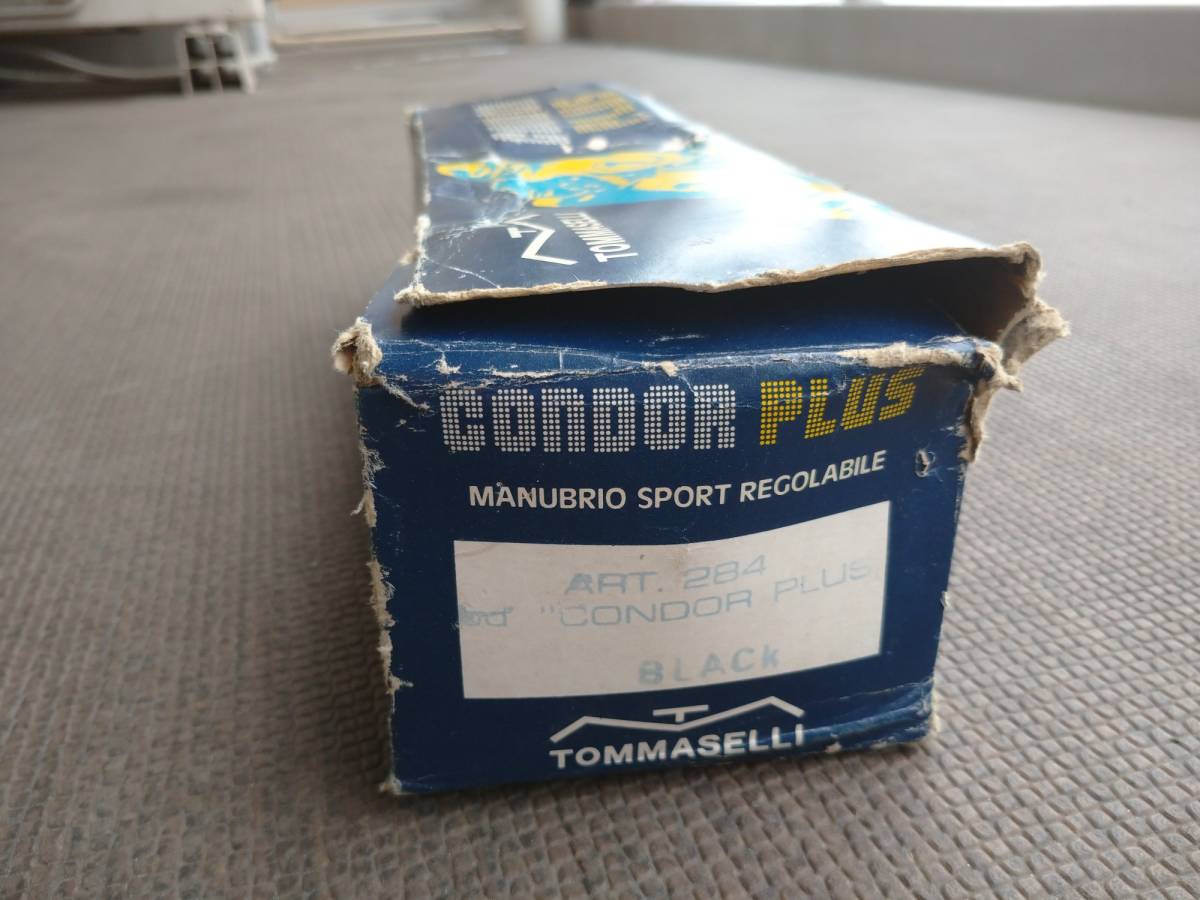 TOMMASELLI
CONDOR PLUS
MANUBRIO SPORT REGOLABILE
ART. 284
"CONDOR PLUS
BLACk
TOMMASELLI